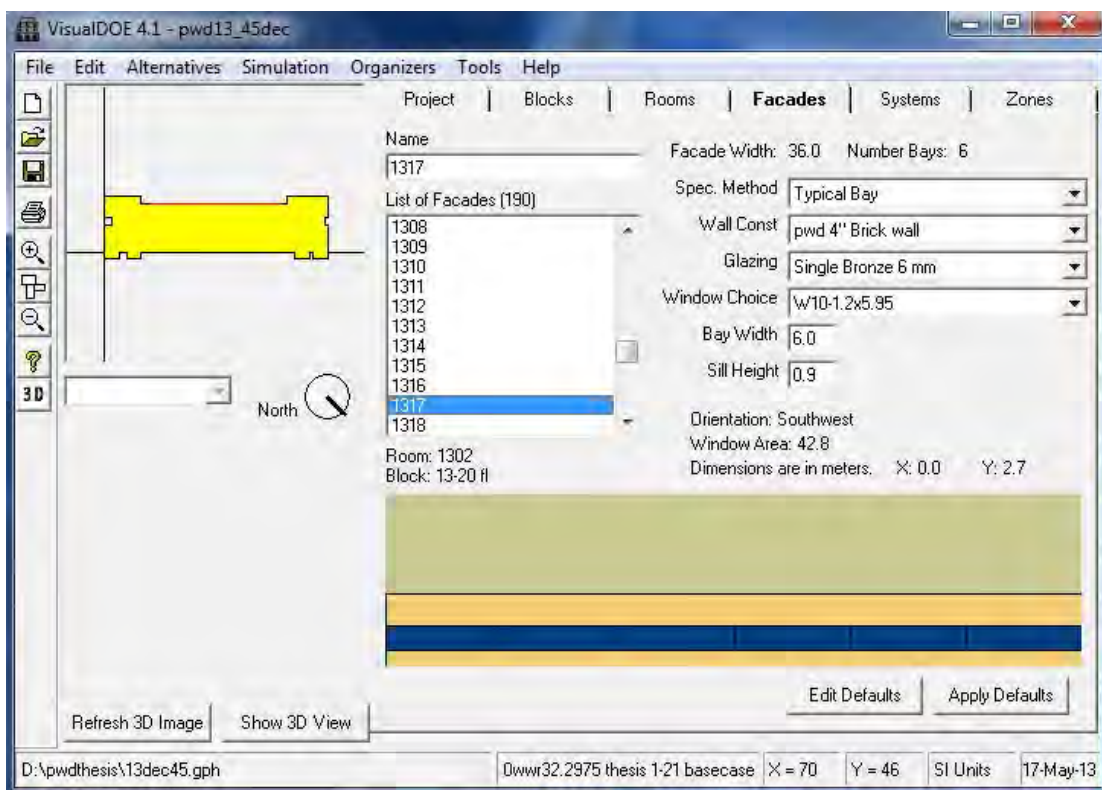 VisualDOE 4.1 - pwd13_45dec
File Edit Alternatives Simulation Organizers Tools Help
Project | Blocks | Rooms | Facades | Systems | Zones
Name
1317
List of Facades (190)
1308
1309
1310
1311
1312
1313
1314
1315
1316
1317
1318
Room: 1302
Block: 13-20 fl
Facade Width: 36.0 Number Bays: 6
Spec. Method Typical Bay
Wall Const pwd 4" Brick wall
Glazing Single Bronze 6 mm
Window Choice W10-1.2x5.95
Bay Width 6.0
Sill Height 0.9
Orientation: Southwest
Window Area: 42.8
Dimensions are in meters. X: 0.0 Y: 2.7
3D
North
Edit Defaults Apply Defaults
Refresh 3D Image Show 3D View
D:\pwdthesis\13dec45.gph 0wwr32.2975 thesis 1-21 basecase X = 70 Y = 46 SI Units 17-May-13